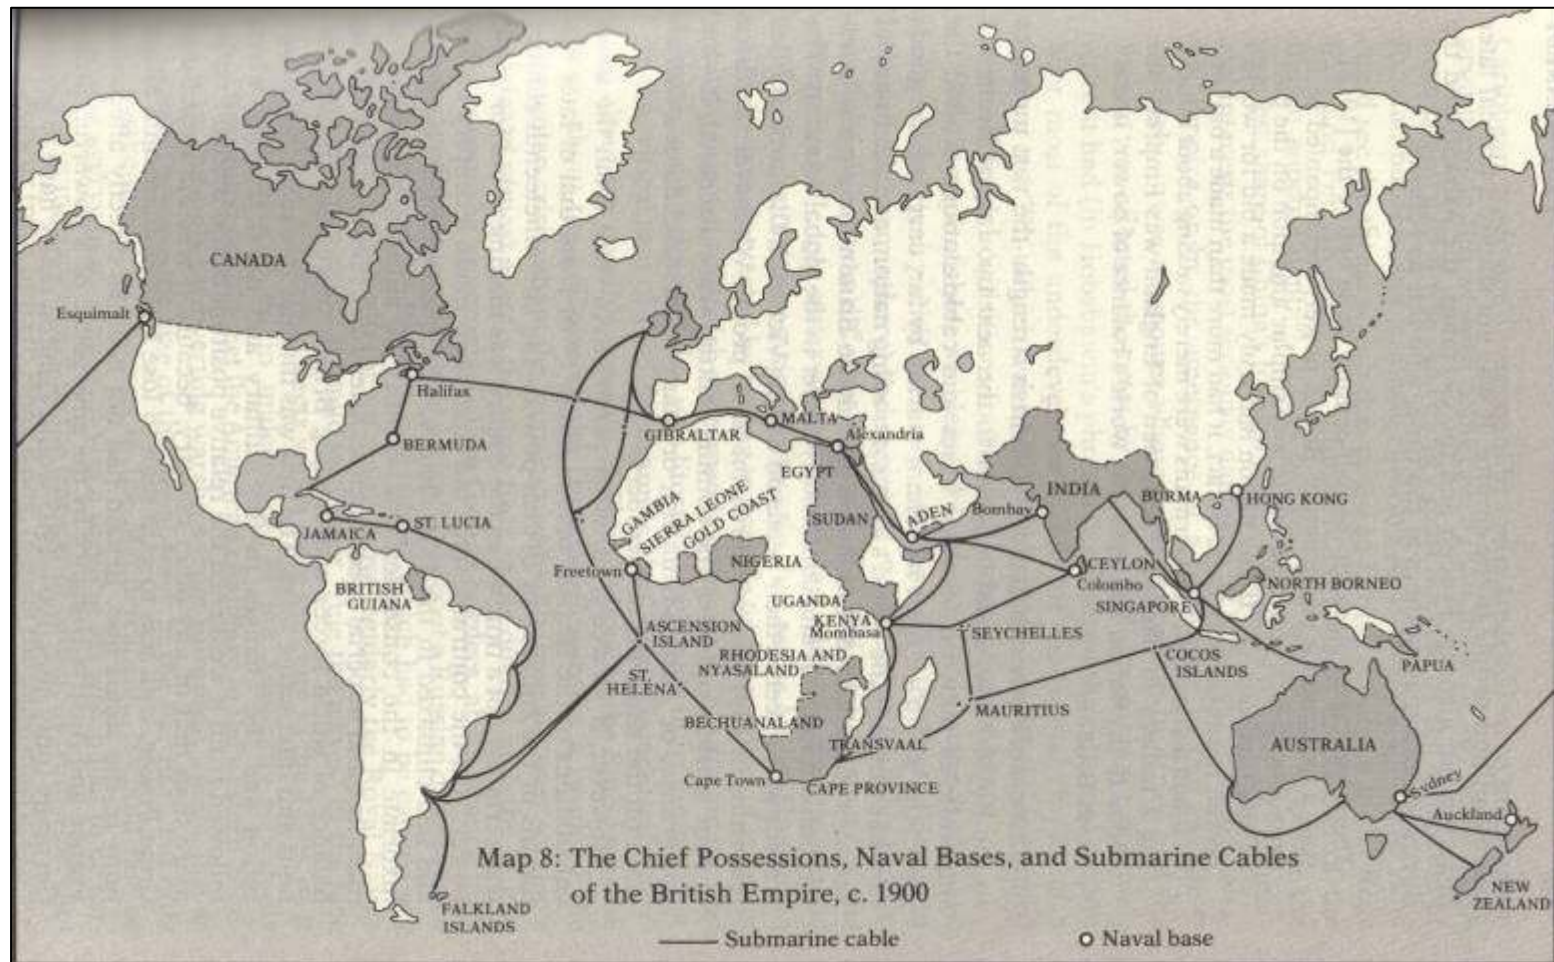 CANADA
Esquimalt
Halifax
BERMUDA
JAMAICA
ST. LUCIA
BRITISH
GUIANA
FALKLAND
ISLANDS
GIBRALTAR
MALTA
Alexandria
EGYPT
SUDAN
ADEN
GAMBIA
SIERRA LEONE
GOLD COAST
NIGERIA
Freetown
UGANDA
KENYA
Mombasa
ASCENSION
ISLAND
RHODESIA AND
NYASALAND
ST.
HELENA
BECHUANALAND
TRANSVAAL
Cape Town
CAPE PROVINCE
INDIA
Bombay
BURMA
HONG KONG
CEYLON
Colombo
SINGAPORE
NORTH BORNEO
SEYCHELLES
MAURITIUS
COCOS
ISLANDS
PAPUA
AUSTRALIA
Sydney
Auckland
NEW
ZEALAND
Map 8: The Chief Possessions, Naval Bases, and Submarine Cables
of the British Empire, c. 1900
Submarine cable
Naval base